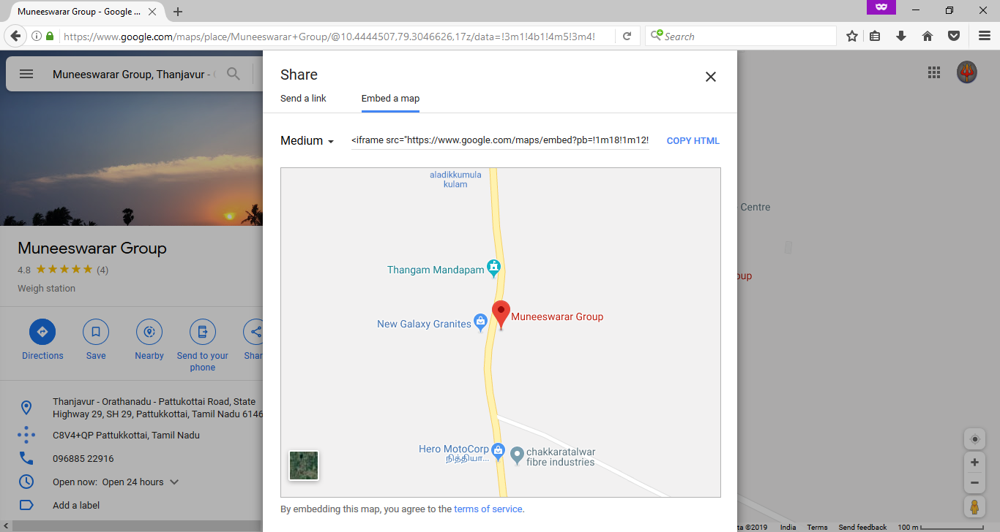 Muneeswarar Group - Google ...
https://www.google.com/maps/place/Muneeswarar+Group/@10.4444507,79.3046626,17z/data=!3m1!4b1!4m5!3m4!
Search
Muneeswarar Group, Thanjavur -
Muneeswarar Group
4.8 (4)
Weigh station
Directions
Save
Nearby
Send to your
phone
Shar
Thanjavur - Orathanadu - Pattukottai Road, State
Highway 29, SH 29, Pattukkottai, Tamil Nadu 6146
C8V4+QP Pattukkottai, Tamil Nadu
096885 22916
Open now: Open 24 hours
Add a label
Share
Send a link
Embed a map
Medium
<iframe src="https://www.google.com/maps/embed?pb=!1m18!1m12!
COPY HTML
aladikkumula
kulam
Thangam Mandapam
New Galaxy Granites
Muneeswarar Group
Hero MotoCorp
நித்தியா...
chakkaratalwar
fibre industries
By embedding this map, you agree to the terms of service.
Centre
oup
ta ©2019 India Terms Send feedback 100 m